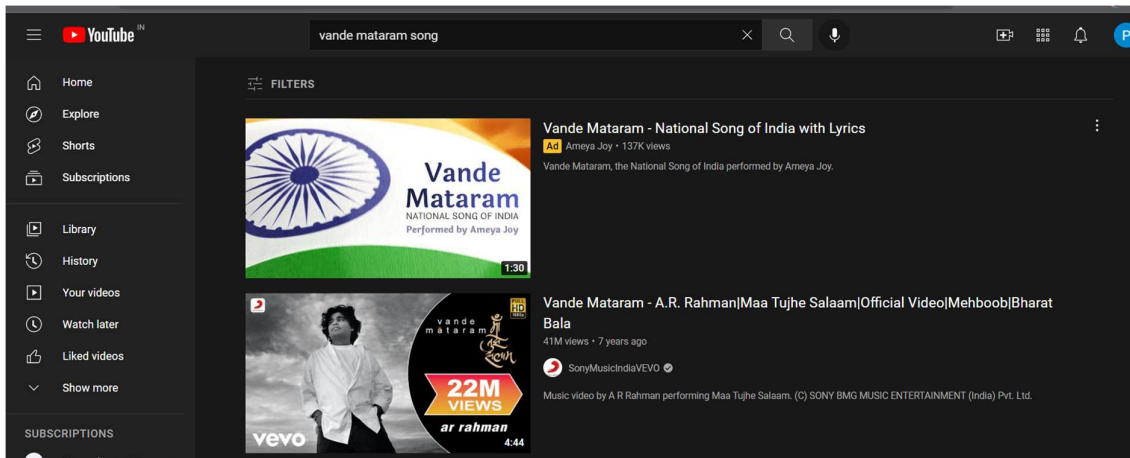 YouTube IN
vande mataram song
P
Home
Explore
Shorts
Subscriptions
Library
History
Your videos
Watch later
Liked videos
Show more
SUBSCRIPTIONS
FILTERS
Vande
Mataram
NATIONAL SONG OF INDIA
Performed by Ameya Joy
1:30
Vande Mataram - National Song of India with Lyrics
Ad Ameya Joy • 137K views
Vande Mataram, the National Song of India performed by Ameya Joy.
FULL
HD
1080p
vande
mataram
माँ
तुझे
सलाम
22M
VIEWS
ar rahman
vevo
4:44
Vande Mataram - A.R. Rahman|Maa Tujhe Salaam|Official Video|Mehboob|Bharat
Bala
41M views • 7 years ago
SonyMusicIndiaVEVO
Music video by A R Rahman performing Maa Tujhe Salaam. (C) SONY BMG MUSIC ENTERTAINMENT (India) Pvt. Ltd.